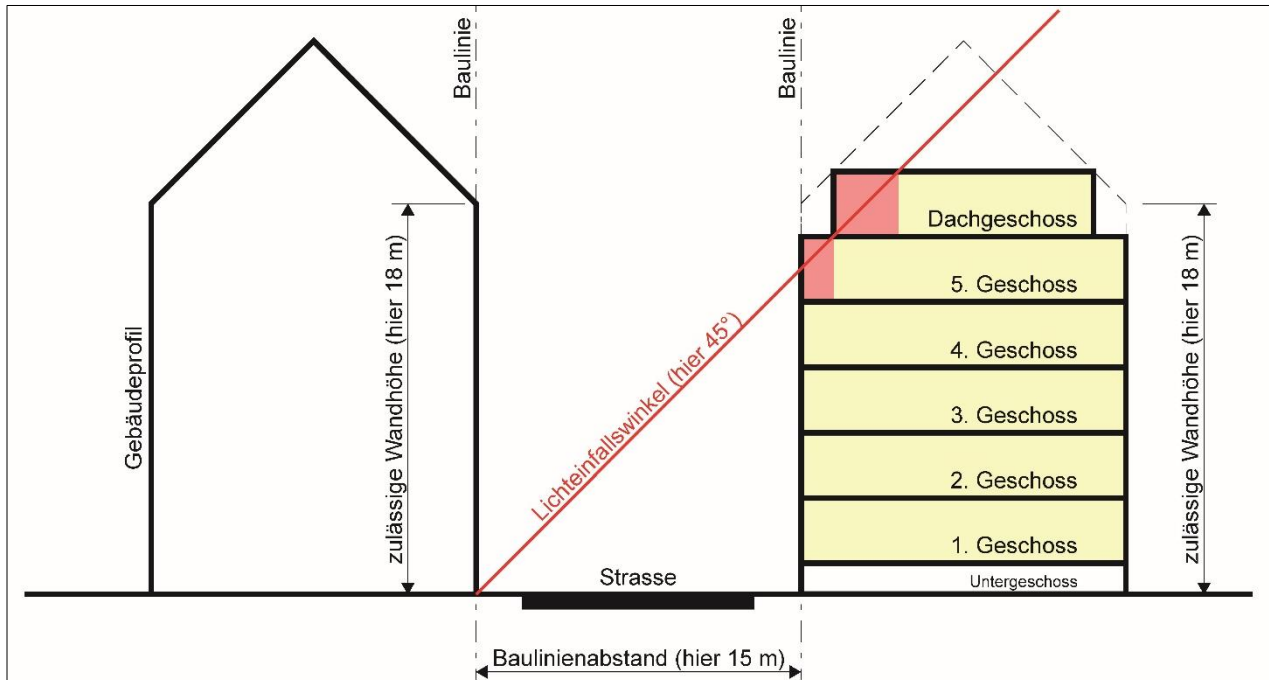 Baulinie
Baulinie
Gebäudeprofil
zulässige Wandhöhe (hier 18 m)
Lichteinfallswinkel (hier 45°)
Dachgeschoss
5. Geschoss
4. Geschoss
3. Geschoss
2. Geschoss
1. Geschoss
Untergeschoss
zulässige Wandhöhe (hier 18 m)
Strasse
Baulinienabstand (hier 15 m)